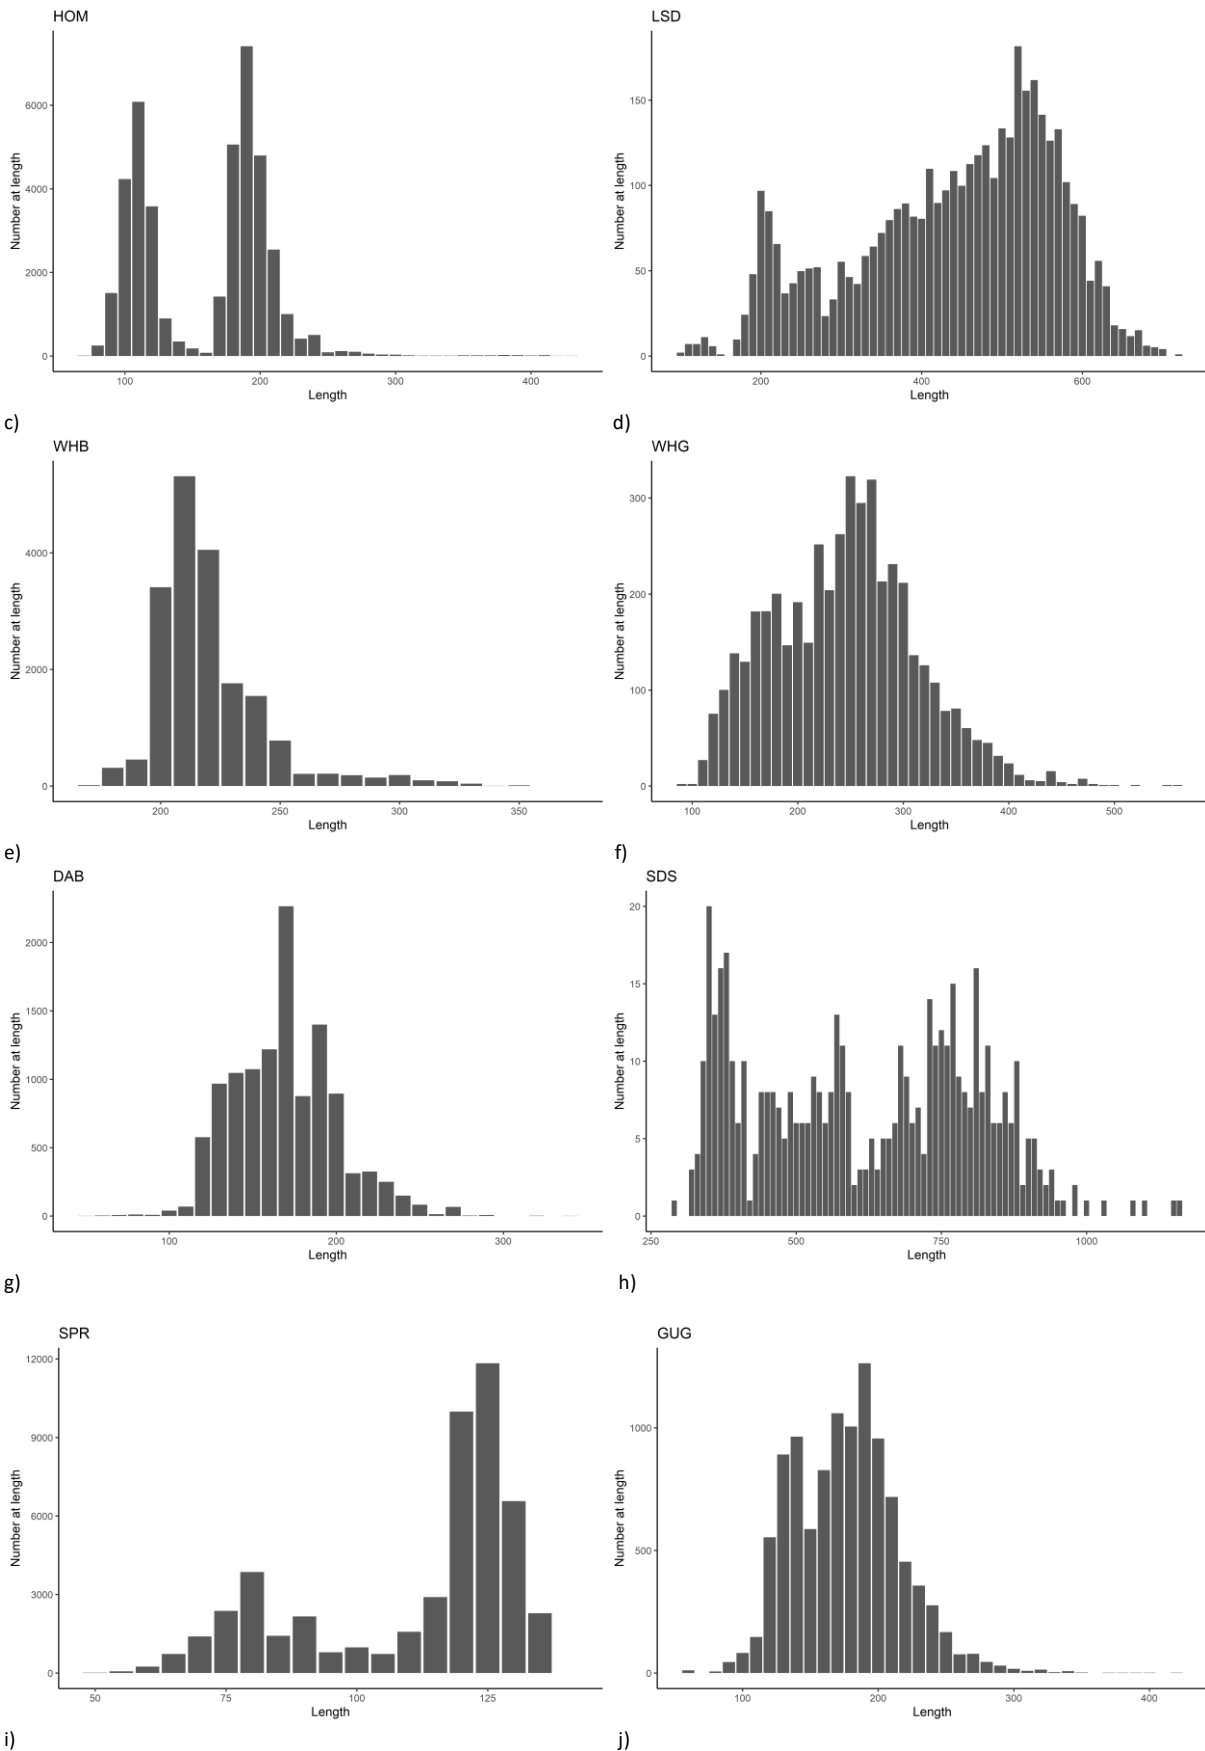 HOM
Number at length
6000
4000
2000
0
100 200 300 400
Length
c)
LSD
Number at length
150
100
50
0
200 400 600
Length
d)
WHB
Number at length
4000
2000
0
200 250 300 350
Length
e)
WHG
Number at length
300
200
100
0
100 200 300 400 500
Length
f)
DAB
Number at length
2000
1500
1000
500
0
100 200 300
Length
g)
SDS
Number at length
20
15
10
5
0
250 500 750 1000
Length
h)
SPR
Number at length
12000
9000
6000
3000
0
50 75 100 125
Length
i)
GUG
Number at length
1000
500
0
100 200 300 400
Length
j)